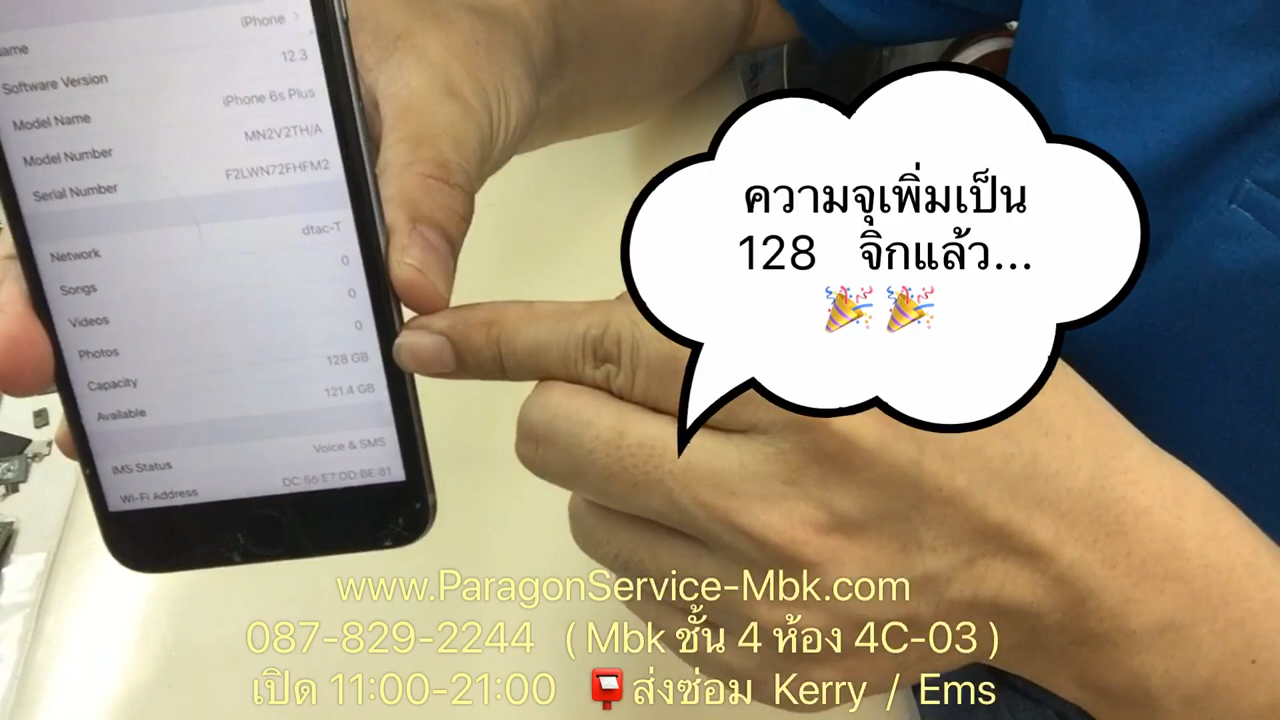 Name iPhone
Software Version 12.3
Model Name iPhone 6s Plus
Model Number MN2V2TH/A
Serial Number F2LWN72FHFM2
Network dtac-T
Songs 0
Videos 0
Photos 0
Capacity 128 GB
Available 121.4 GB
IMS Status Voice & SMS
Wi-Fi Address DC:56:E7:DD:BE:81
ความจุเพิ่มเป็น
128 จิกแล้ว...
www.ParagonService-Mbk.com
087-829-2244 ( Mbk ชั้น 4 ห้อง 4C-03 )
เปิด 11:00-21:00 📮ส่งซ่อม Kerry / Ems